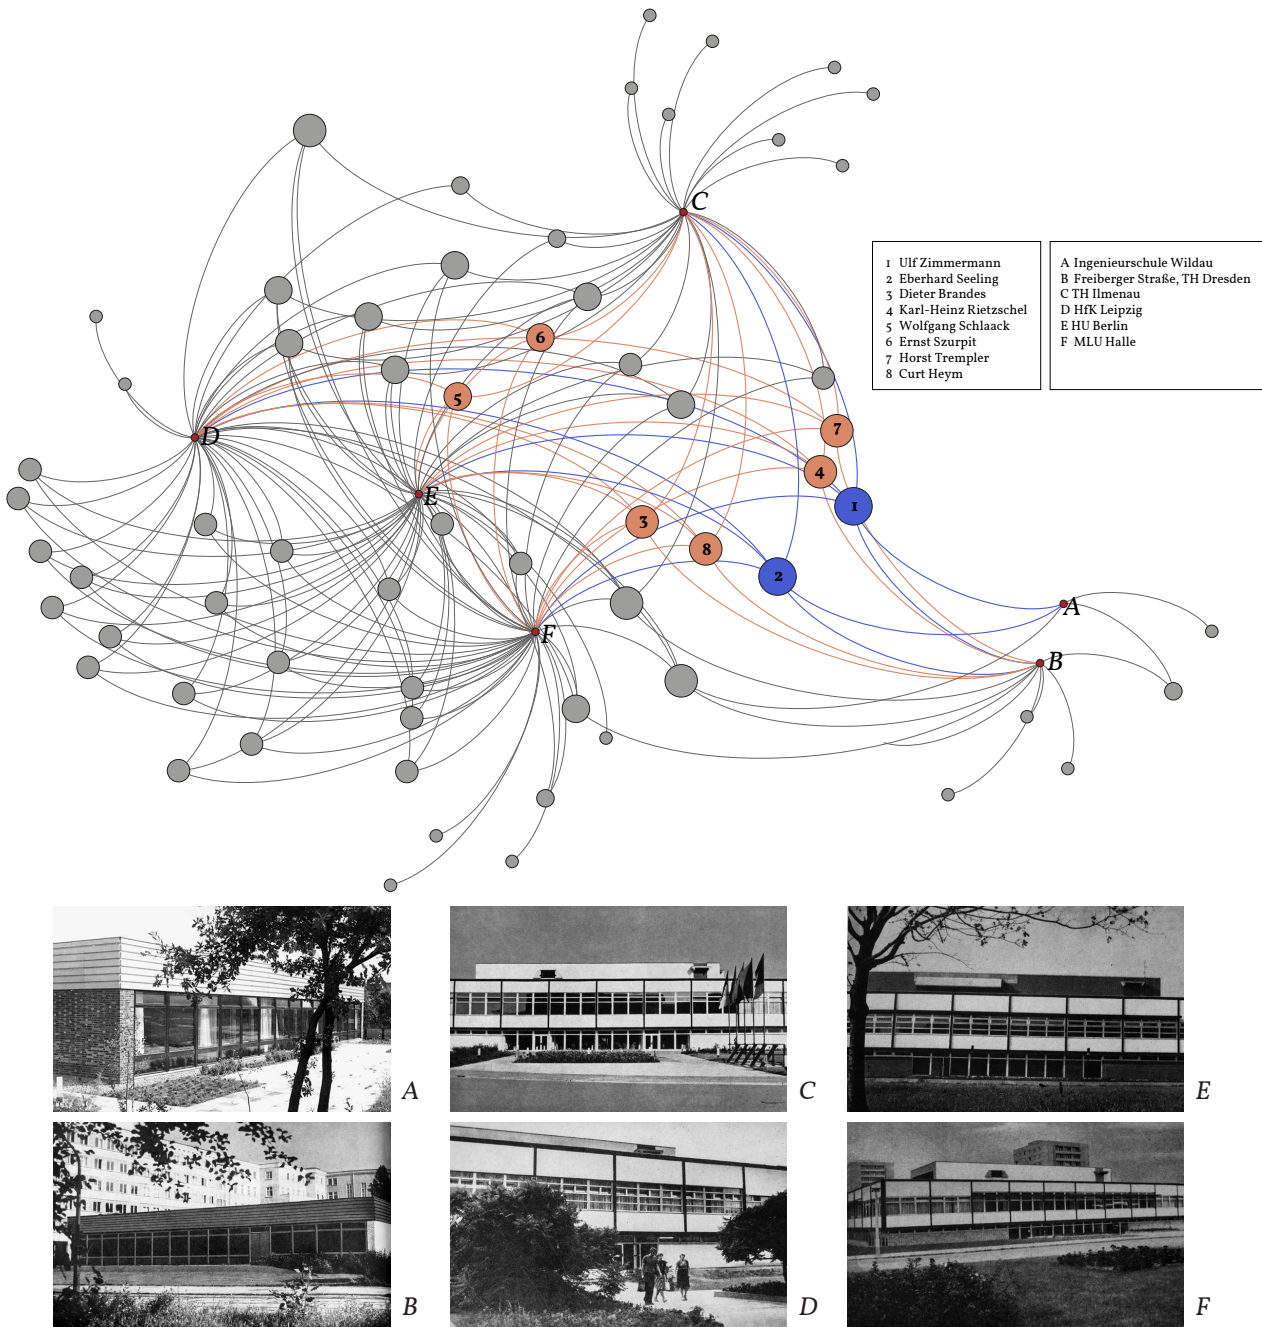 C
1 Ulf Zimmermann
2 Eberhard Seeling
3 Dieter Brandes
4 Karl-Heinz Rietzschel
5 Wolfgang Schlaack
6 Ernst Szurpit
7 Horst Trempler
8 Curt Heym
A Ingenieurschule Wildau
B Freiberger Straße, TH Dresden
C TH Ilmenau
D HfK Leipzig
E HU Berlin
F MLU Halle
6
5
7
D
4
E
1
3
8
2
A
F
B
A
C
E
B
D
F